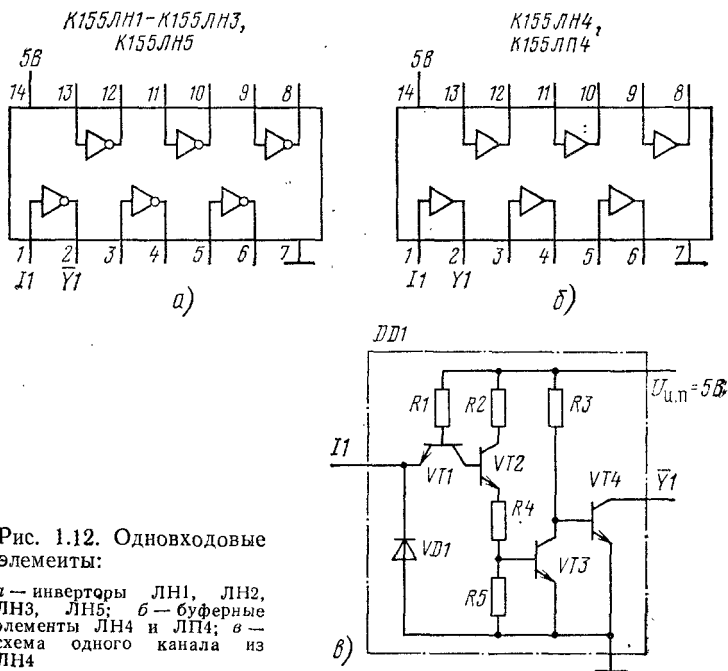 К155ЛН1-К155ЛН3,
К155ЛН5
5В
14 13 12 11 10 9 8
1 2 3 4 5 6 7
I1 Y̅1
а)
К155ЛН4,
К155ЛП4
5В
14 13 12 11 10 9 8
1 2 3 4 5 6 7
I1 Y1
б)
DD1
Uи.п=5В
R1 R2 R3
I1
VT1 VT2 VT4 Y̅1
R4
VD1
VT3
R5
в)
Рис. 1.12. Одновходовые
элементы:
а — инверторы ЛН1, ЛН2,
ЛН3, ЛН5; б — буферные
элементы ЛН4 и ЛП4; в —
схема одного канала из
ЛН4